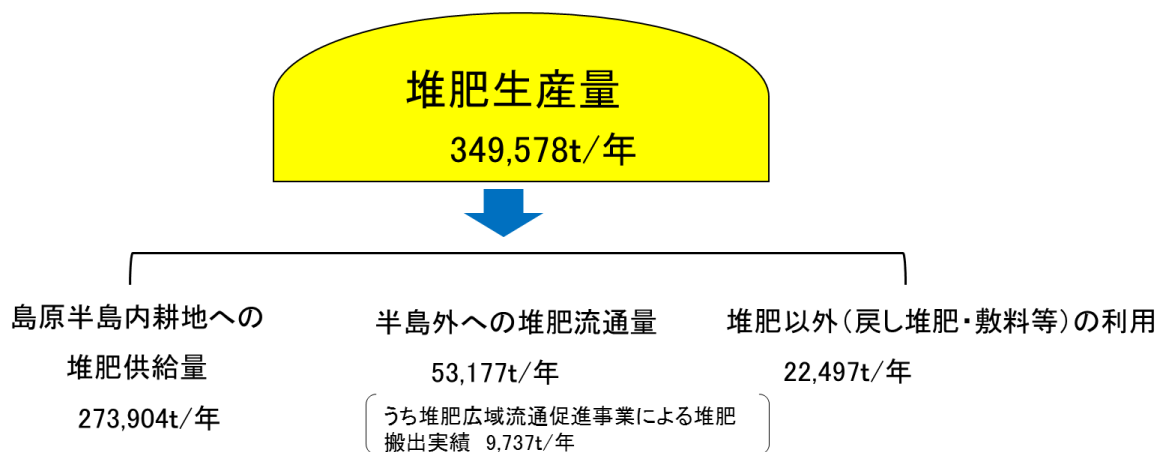 堆肥生産量
349,578t/年
島原半島内耕地への
堆肥供給量
273,904t/年
半島外への堆肥流通量
53,177t/年
うち堆肥広域流通促進事業による堆肥
搬出実績 9,737t/年
堆肥以外(戻し堆肥・敷料等)の利用
22,497t/年